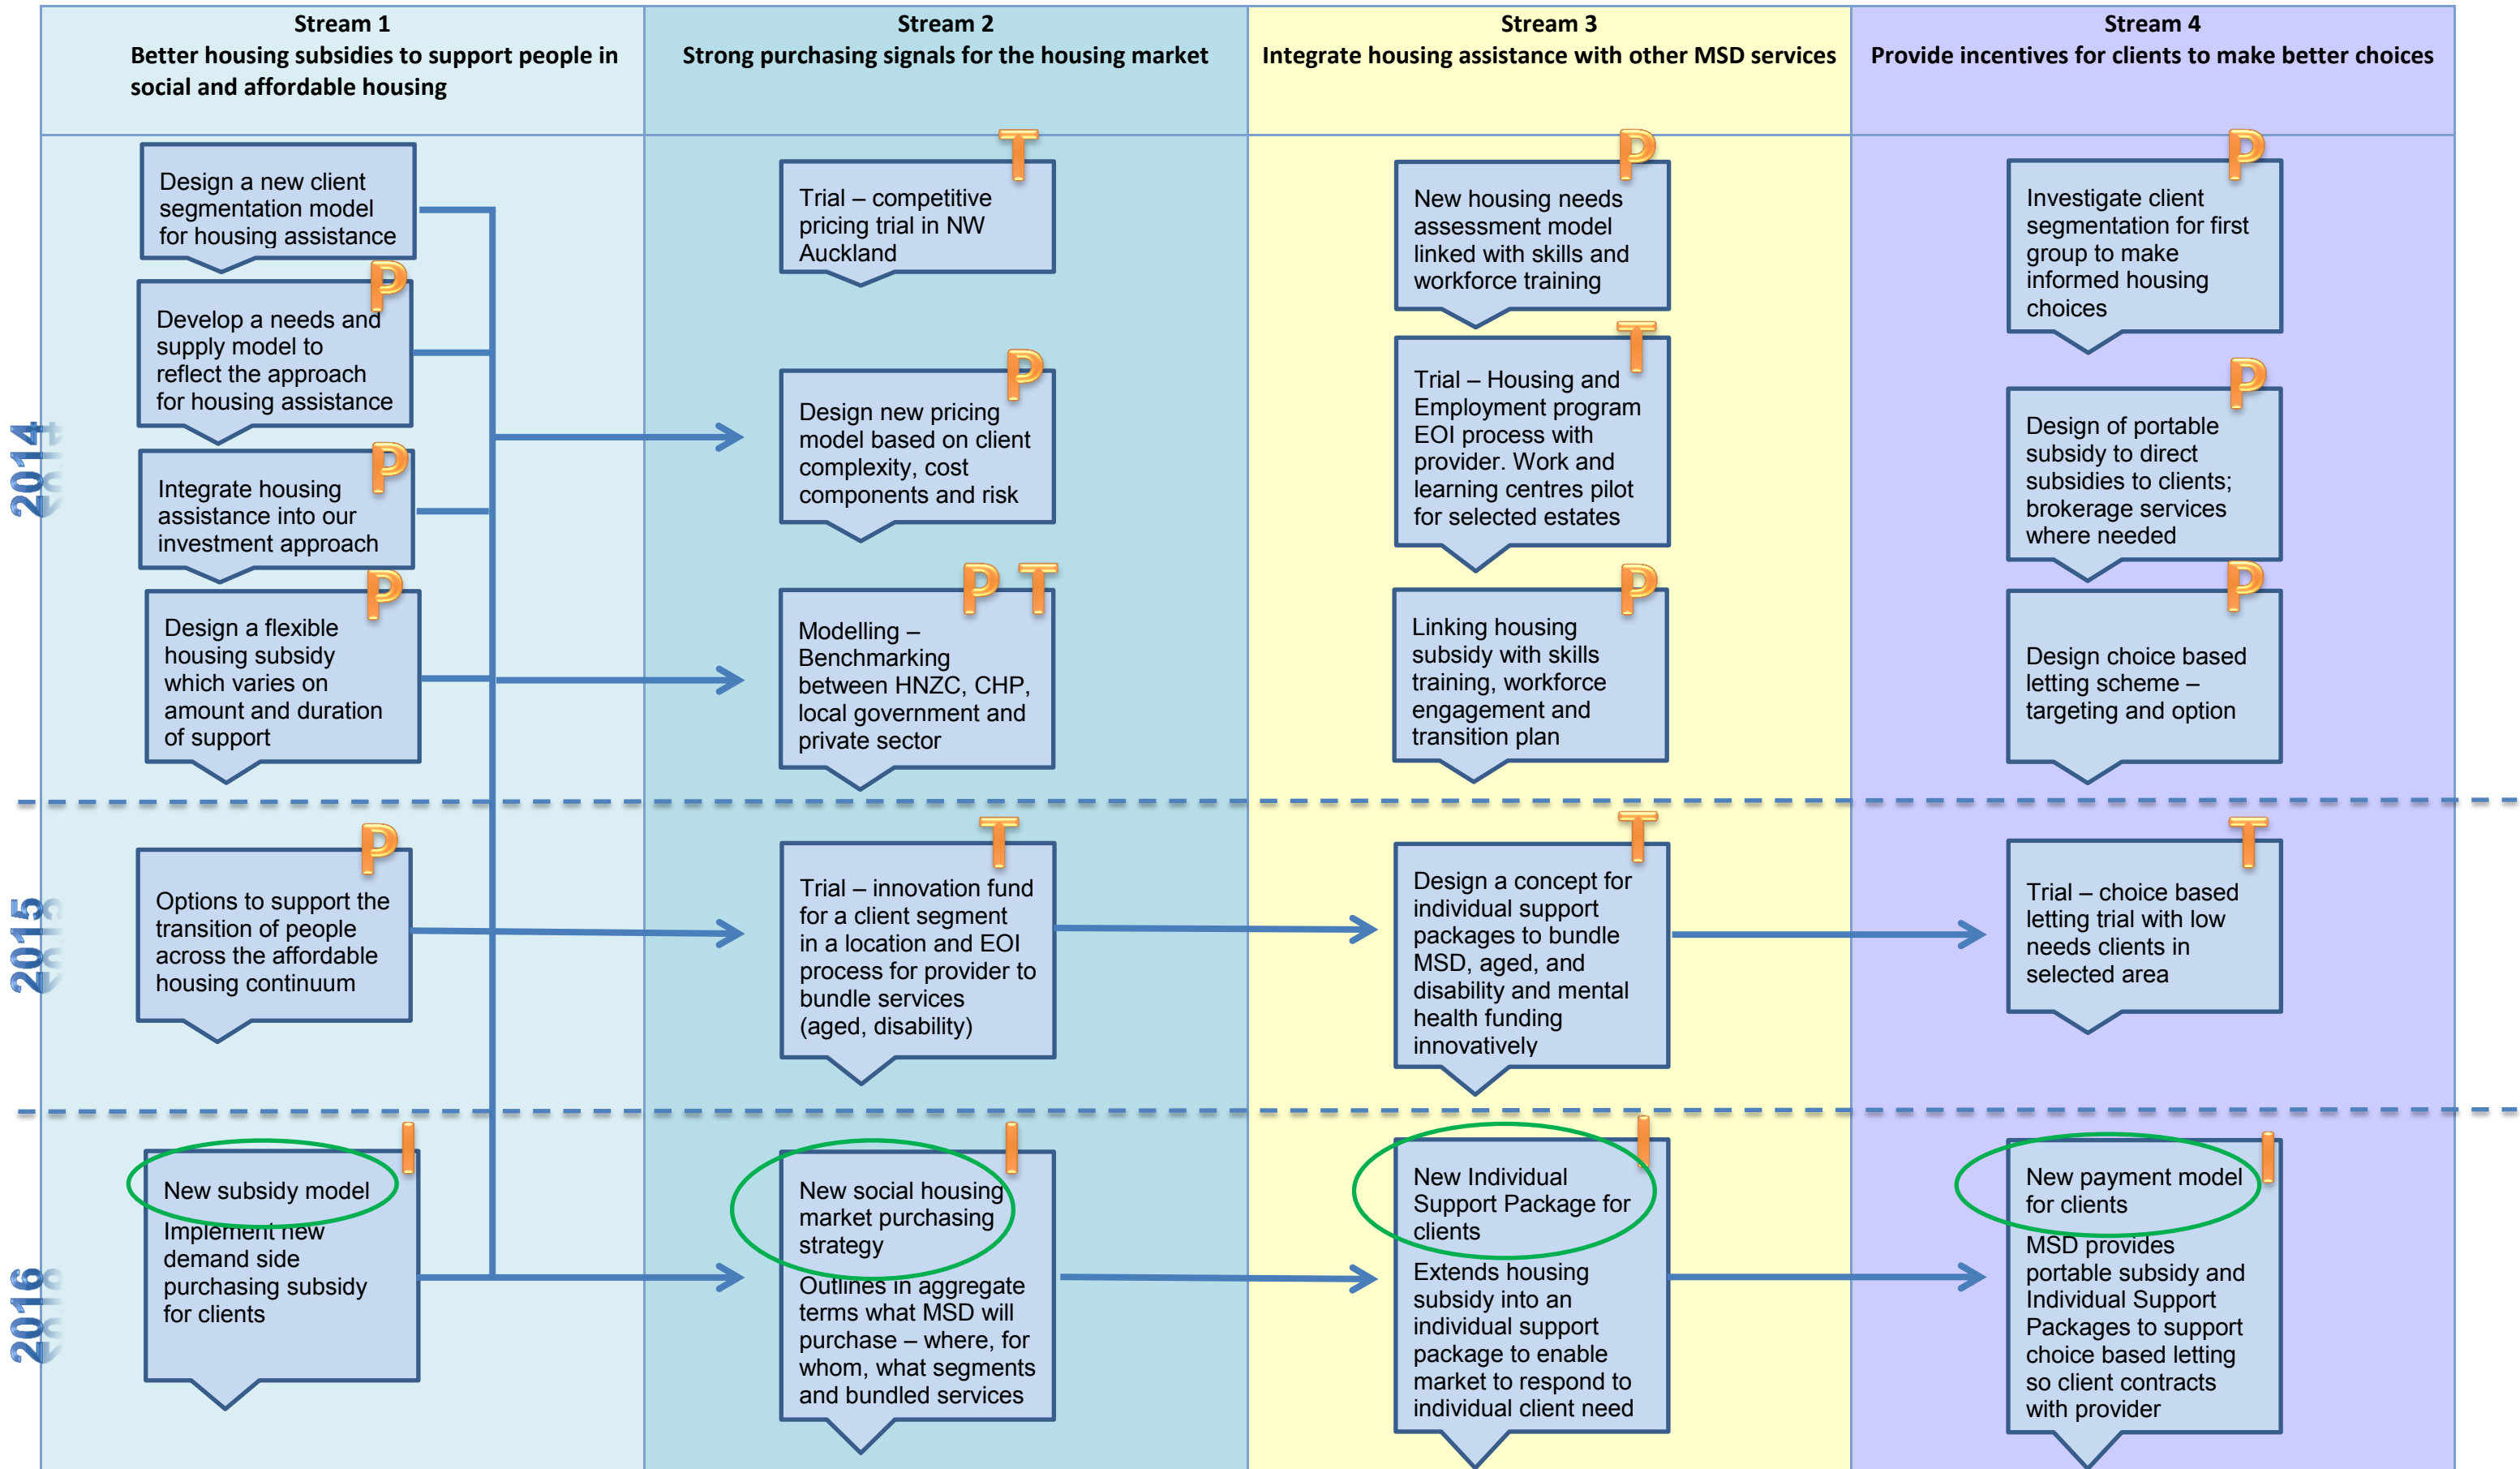 Stream 1
Better housing subsidies to support people in
social and affordable housing
Stream 2
Strong purchasing signals for the housing market
Stream 3
Integrate housing assistance with other MSD services
Stream 4
Provide incentives for clients to make better choices
2014
Design a new client
segmentation model
for housing assistance
P
Develop a needs and
supply model to
reflect the approach
for housing assistance
P
Integrate housing
assistance into our
investment approach
P
Design a flexible
housing subsidy
which varies on
amount and duration
of support
T
Trial – competitive
pricing trial in NW
Auckland
P
Design new pricing
model based on client
complexity, cost
components and risk
P T
Modelling –
Benchmarking
between HNZC, CHP,
local government and
private sector
P
New housing needs
assessment model
linked with skills and
workforce training
T
Trial – Housing and
Employment program
EOI process with
provider. Work and
learning centres pilot
for selected estates
P
Linking housing
subsidy with skills
training, workforce
engagement and
transition plan
P
Investigate client
segmentation for first
group to make
informed housing
choices
P
Design of portable
subsidy to direct
subsidies to clients;
brokerage services
where needed
P
Design choice based
letting scheme –
targeting and option
2015
P
Options to support the
transition of people
across the affordable
housing continuum
T
Trial – innovation fund
for a client segment
in a location and EOI
process for provider to
bundle services
(aged, disability)
T
Design a concept for
individual support
packages to bundle
MSD, aged, and
disability and mental
health funding
innovatively
T
Trial – choice based
letting trial with low
needs clients in
selected area
2016
I
New subsidy model
Implement new
demand side
purchasing subsidy
for clients
I
New social housing
market purchasing
strategy
Outlines in aggregate
terms what MSD will
purchase – where, for
whom, what segments
and bundled services
I
New Individual
Support Package for
clients
Extends housing
subsidy into an
individual support
package to enable
market to respond to
individual client need
I
New payment model
for clients
MSD provides
portable subsidy and
Individual Support
Packages to support
choice based letting
so client contracts
with provider